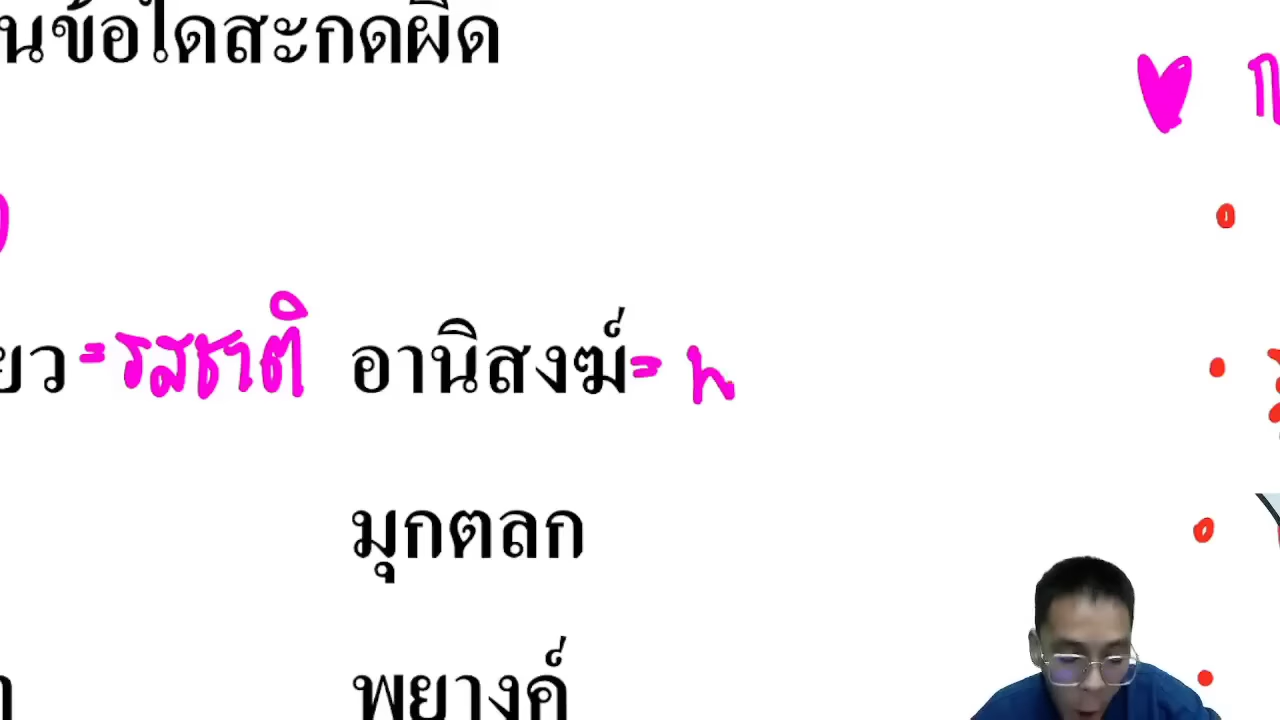 นข้อใดสะกดผิด
ยว = รสชาติ อานิสงฆ์ =
มุกตลก
พยางค์